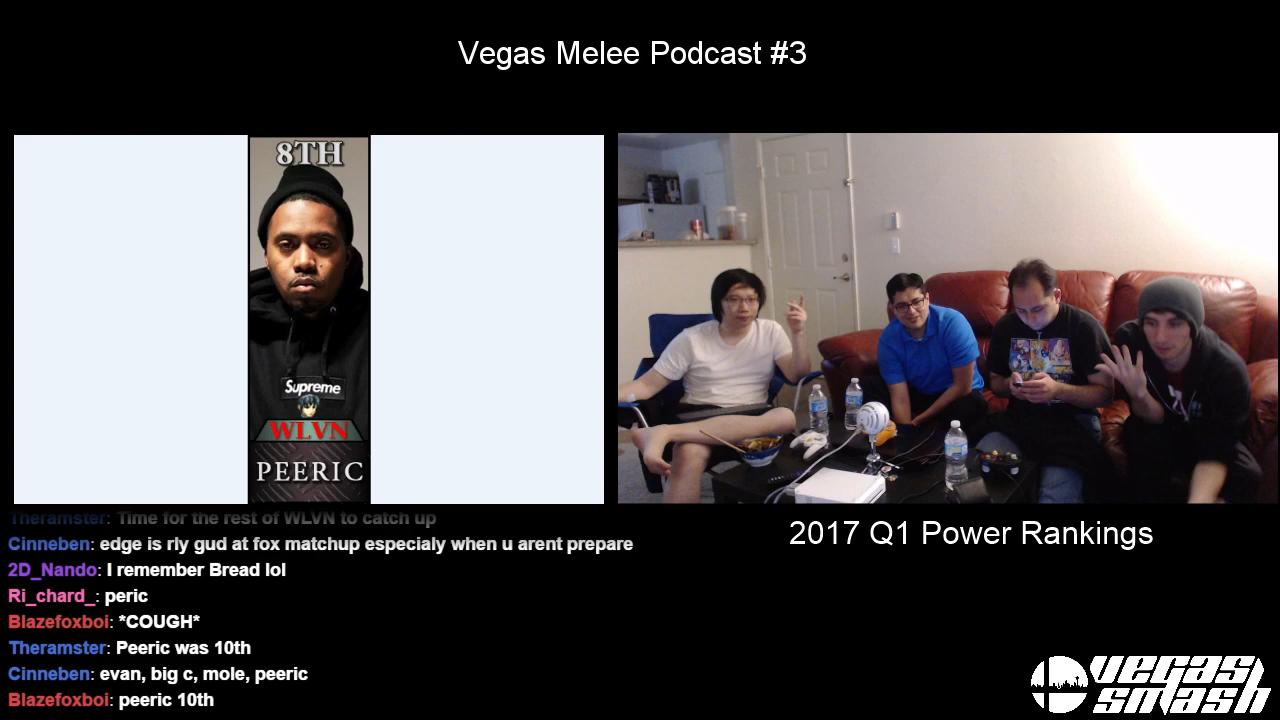 Vegas Melee Podcast #3
8TH
Supreme
WLVN
PEERIC
Theramster: Time for the rest of WLVN to catch up
Cinneben: edge is rly gud at fox matchup especialy when u arent prepare
2D_Nando: I remember Bread lol
Ri_chard_: peric
Blazefoxboi: *COUGH*
Theramster: Peeric was 10th
Cinneben: evan, big c, mole, peeric
Blazefoxboi: peeric 10th
2017 Q1 Power Rankings
VEGAS
SMASH